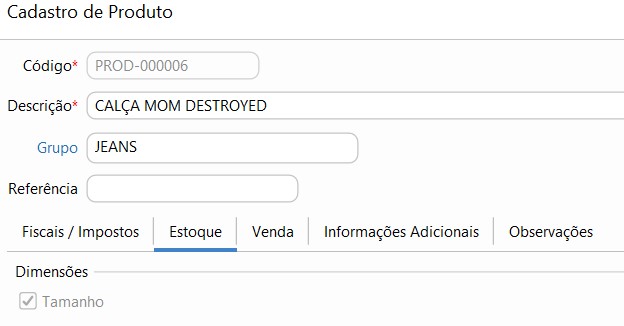 Cadastro de Produto
Código* PROD-000006
Descrição* CALÇA MOM DESTROYED
Grupo JEANS
Referência
Fiscais / Impostos Estoque Venda Informações Adicionais Observações
Dimensões
Tamanho